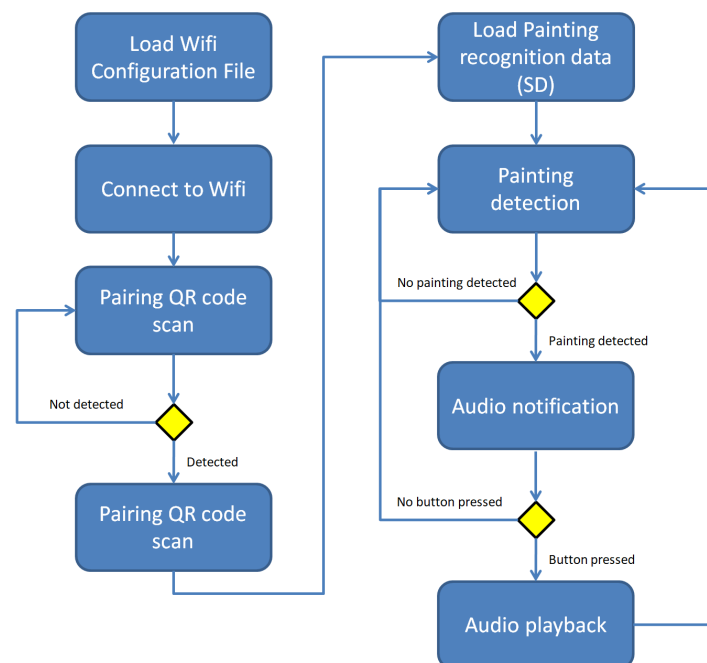 Load Wifi
Configuration File
Connect to Wifi
Pairing QR code
scan
Not detected
Detected
Pairing QR code
scan
Load Painting
recognition data
(SD)
Painting
detection
No painting detected
Painting detected
Audio notification
No button pressed
Button pressed
Audio playback